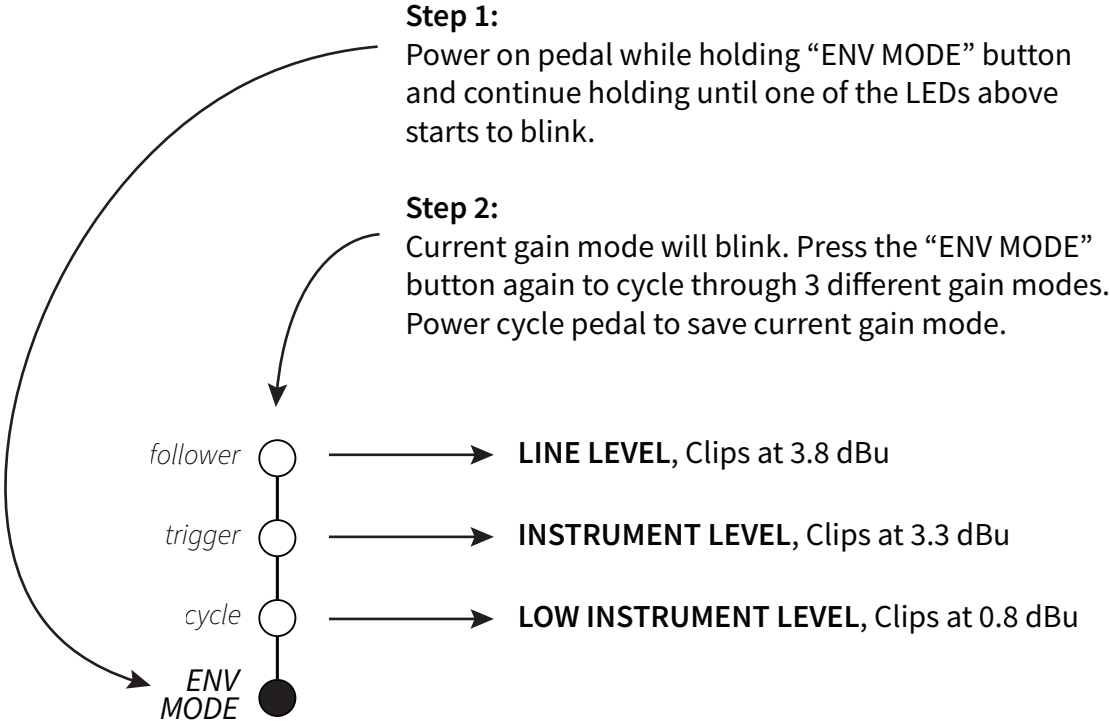 Step 1:
Power on pedal while holding “ENV MODE” button
and continue holding until one of the LEDs above
starts to blink.
Step 2:
Current gain mode will blink. Press the “ENV MODE”
button again to cycle through 3 different gain modes.
Power cycle pedal to save current gain mode.
follower
LINE LEVEL, Clips at 3.8 dBu
trigger
INSTRUMENT LEVEL, Clips at 3.3 dBu
cycle
LOW INSTRUMENT LEVEL, Clips at 0.8 dBu
ENV
MODE